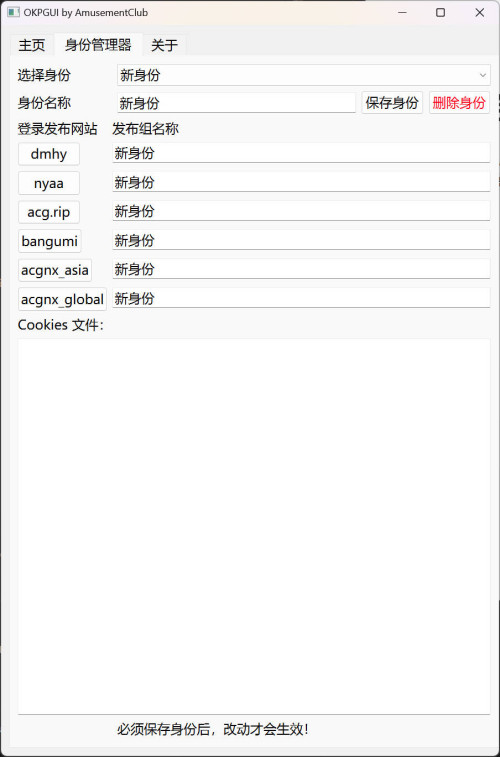 OKPGUI by AmusementClub
主页 身份管理器 关于
选择身份 新身份
身份名称 新身份 保存身份 删除身份
登录发布网站 发布组名称
dmhy 新身份
nyaa 新身份
acg.rip 新身份
bangumi 新身份
acgnx_asia 新身份
acgnx_global 新身份
Cookies 文件：
必须保存身份后，改动才会生效！